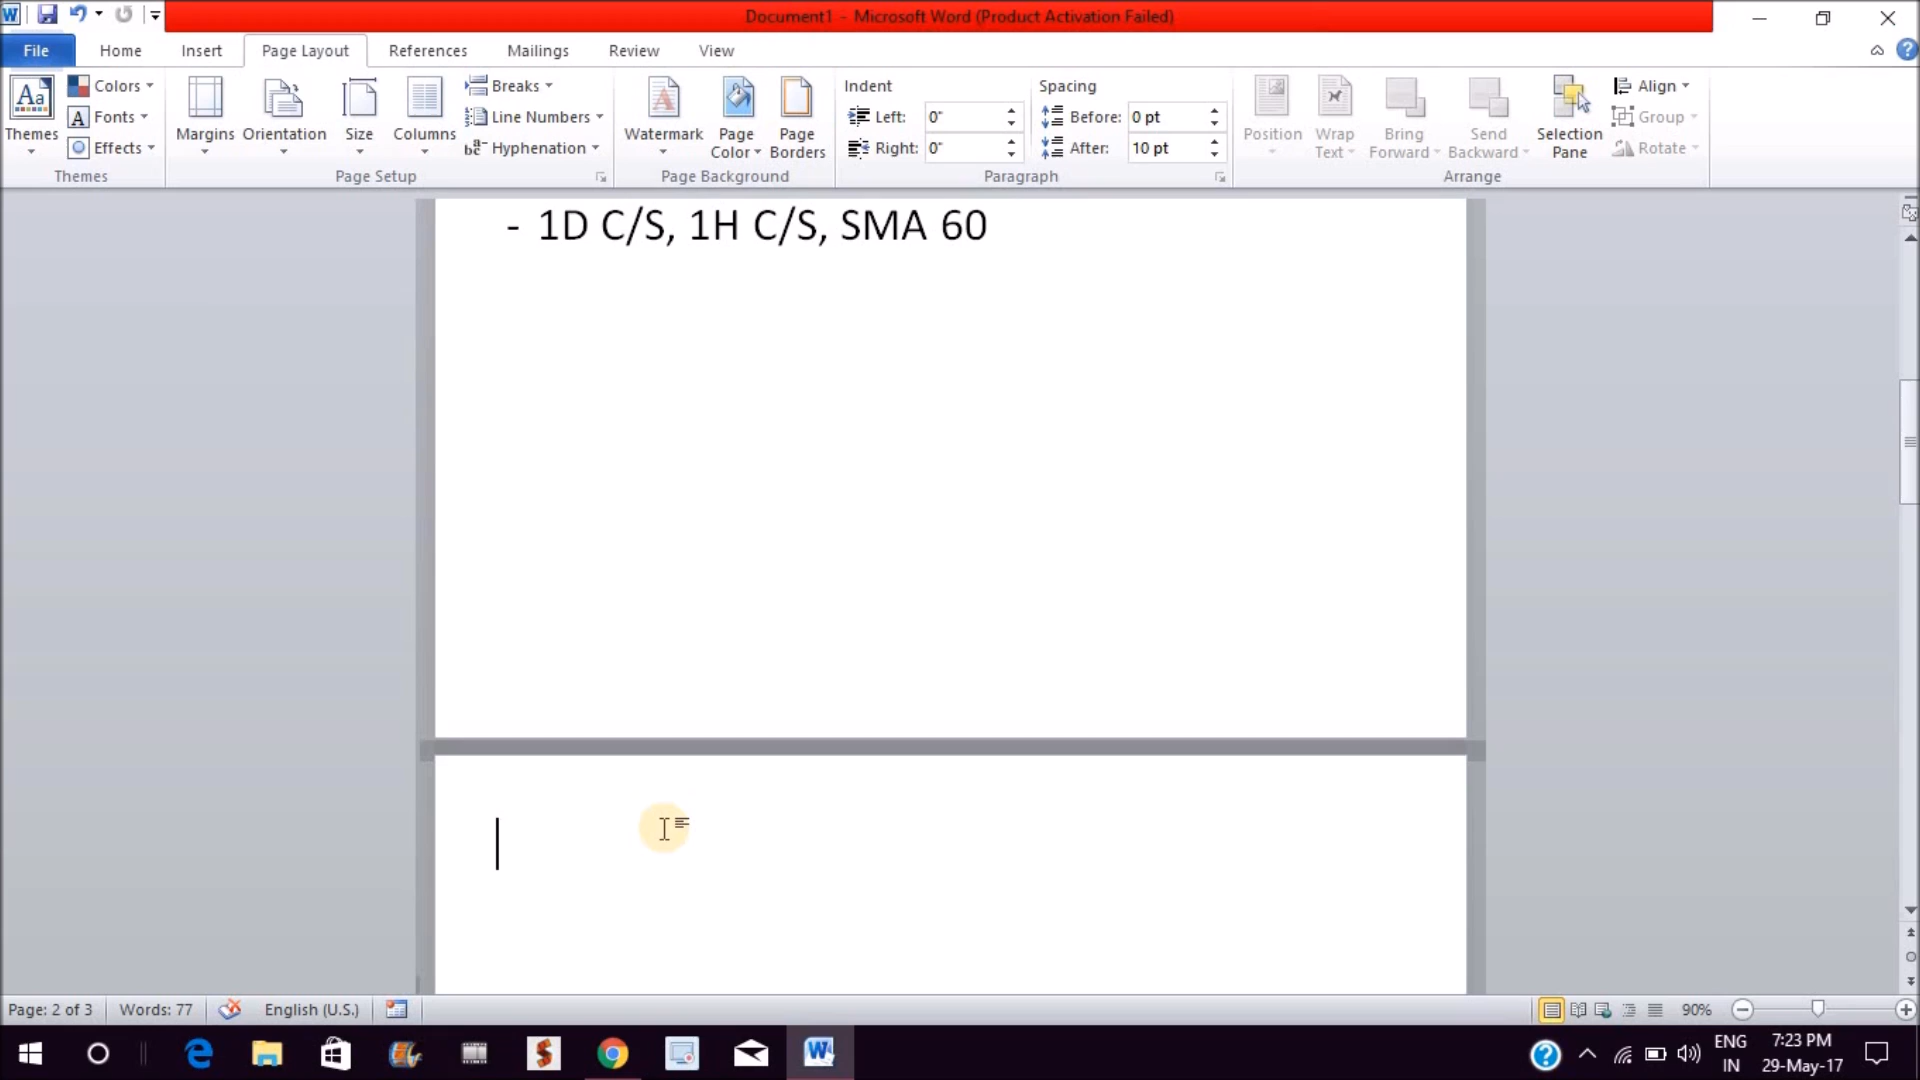 Document1 - Microsoft Word (Product Activation Failed)
File Home Insert Page Layout References Mailings Review View
Aa Colors Breaks Indent Spacing Align
A Fonts Line Numbers Left: 0" Before: 0 pt Group
Themes Effects Margins Orientation Size Columns Hyphenation Watermark Page Color Page Borders Right: 0" After: 10 pt Position Wrap Text Bring Forward Send Backward Selection Pane Rotate
Themes Page Setup Page Background Paragraph Arrange
- 1D C/S, 1H C/S, SMA 60
Page: 2 of 3 Words: 77 English (U.S.) 90%
ENG 7:23 PM
IN 29-May-17